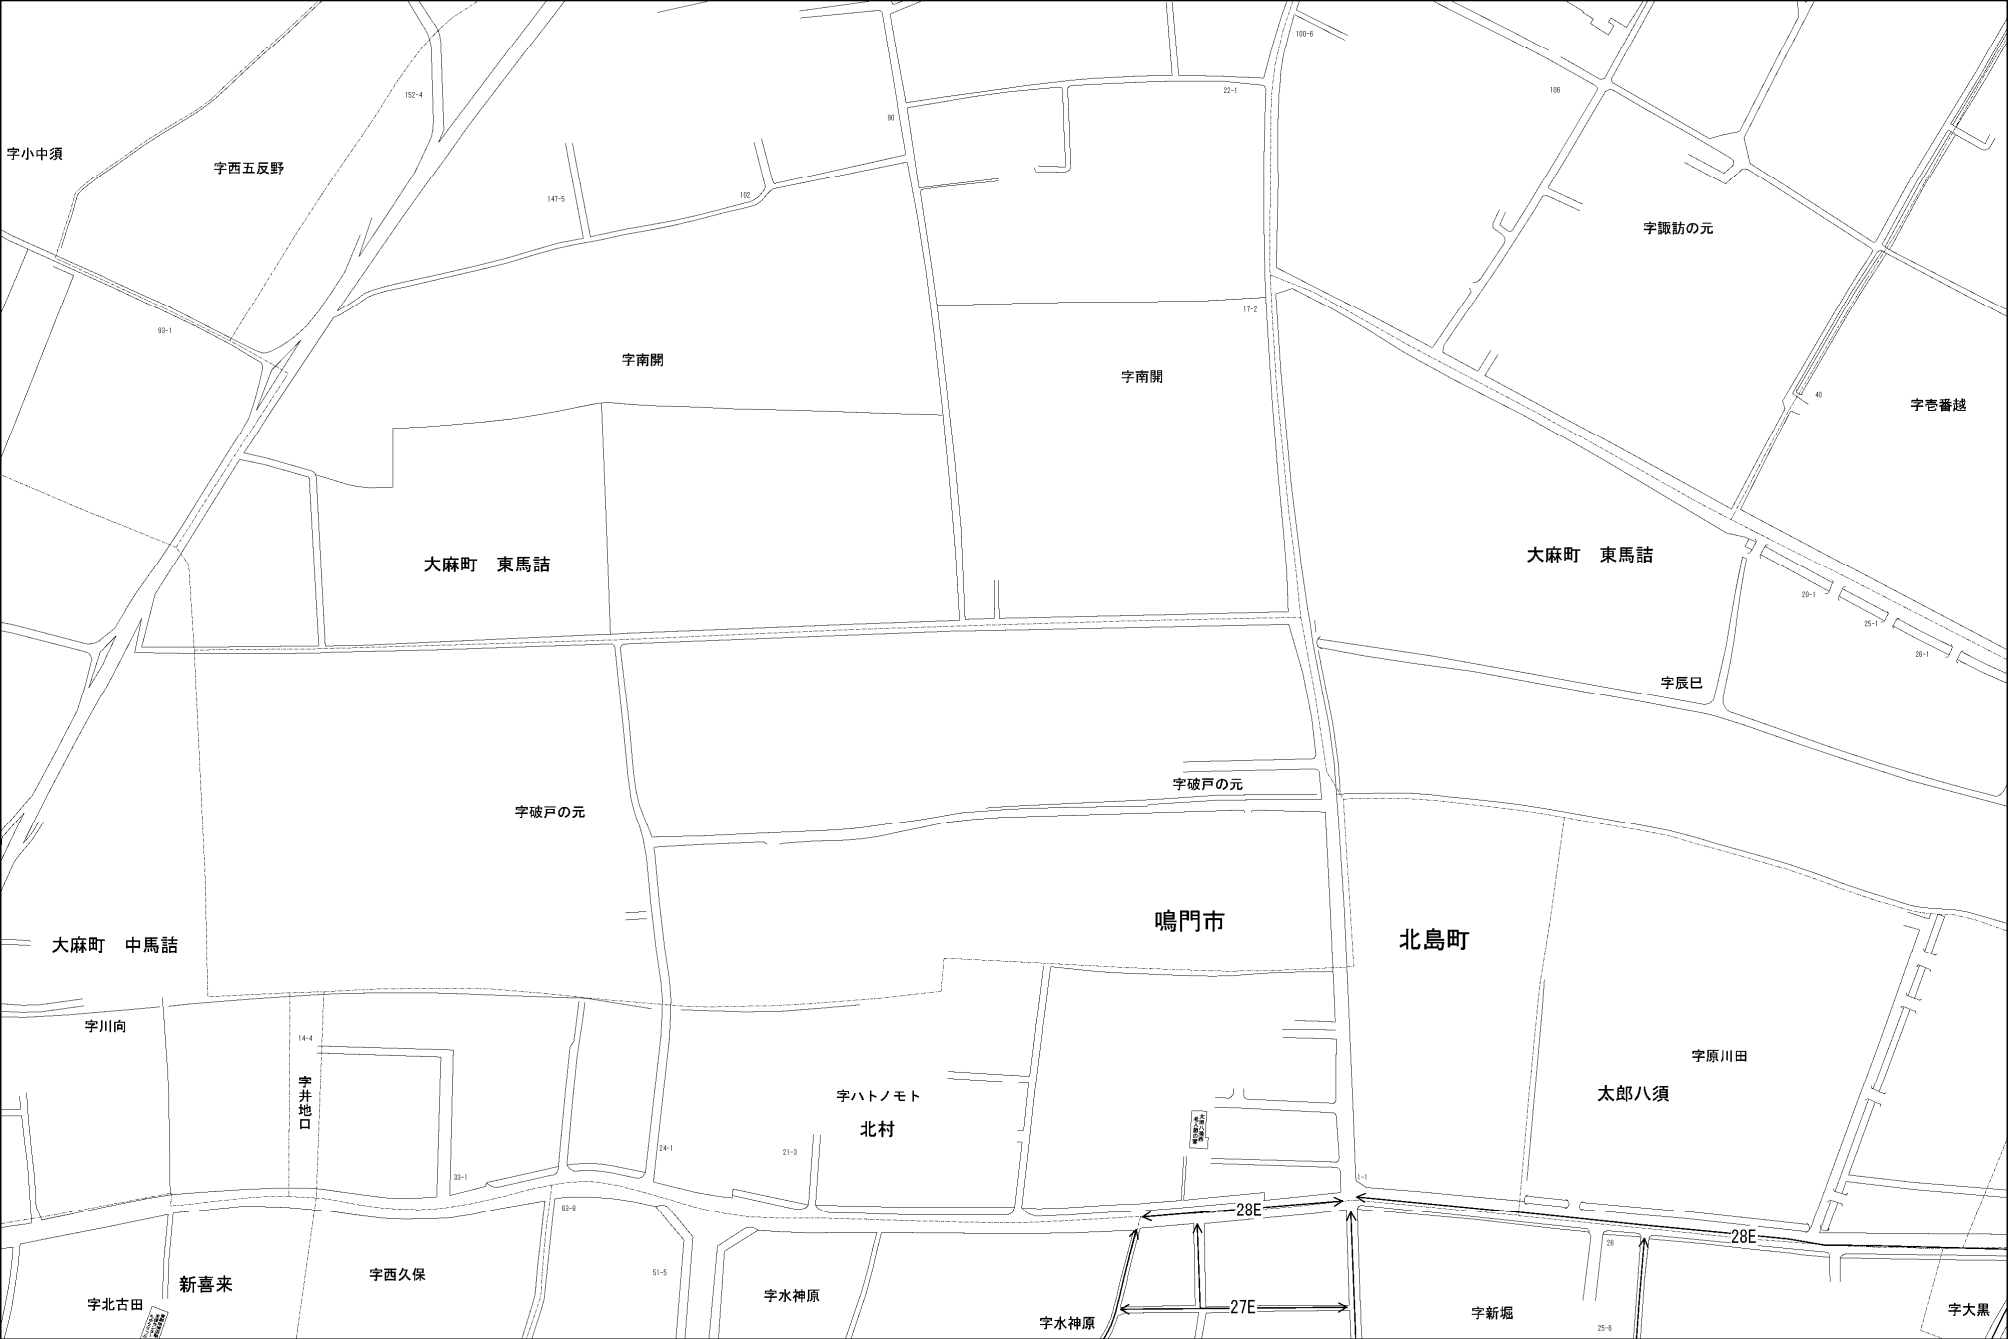 100-6
152-4
22-1
106
90
字小中須
字西五反野
147-5
102
字諏訪の元
17-2
93-1
字南開
字南開
40
字壱番越
大麻町　東馬詰
大麻町　東馬詰
20-1
25-1
26-1
字辰巳
字破戸の元
字破戸の元
鳴門市
北島町
大麻町　中馬詰
字川向
14-4
字井地口
字原川田
太郎八須
字ハトノモト
北村
24-1
21-3
33-1
1-1
63-8
28E
28E
26
51-5
新喜来
字西久保
字北古田
字水神原
字水神原
27E
字新堀
字大黒
25-6